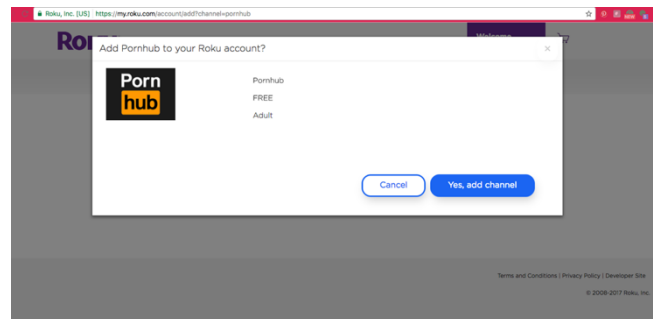 Roku, Inc. [US] https://my.roku.com/account/add?channel=pornhub
Add Pornhub to your Roku account?
Porn
hub
Pornhub
FREE
Adult
Cancel
Yes, add channel
Terms and Conditions | Privacy Policy | Developer Site
© 2008-2017 Roku, Inc.